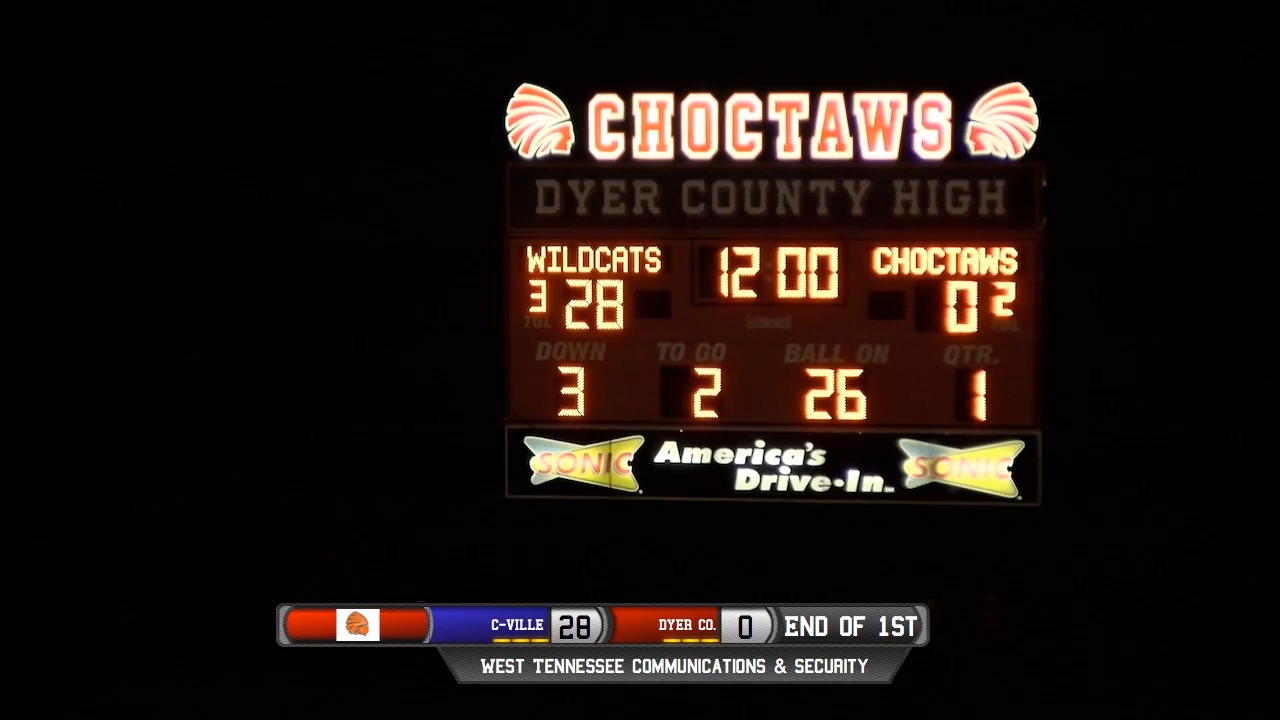 CHOCTAWS
DYER COUNTY HIGH
WILDCATS 12 00 CHOCTAWS
3 28 0 2
TOL TOL
DOWN TO GO BALL ON QTR.
3 2 26 1
SONIC America's Drive-In SONIC
C-VILLE 28 DYER CO. 0 END OF 1ST
WEST TENNESSEE COMMUNICATIONS & SECURITY